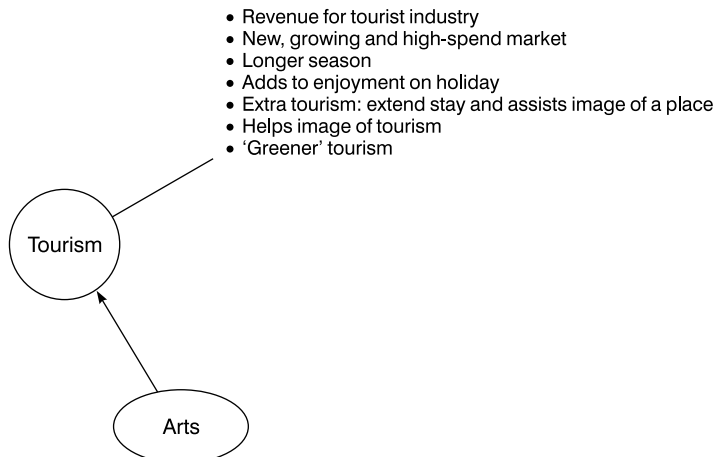 • Revenue for tourist industry
• New, growing and high-spend market
• Longer season
• Adds to enjoyment on holiday
• Extra tourism: extend stay and assists image of a place
• Helps image of tourism
• ‘Greener’ tourism
Tourism
Arts